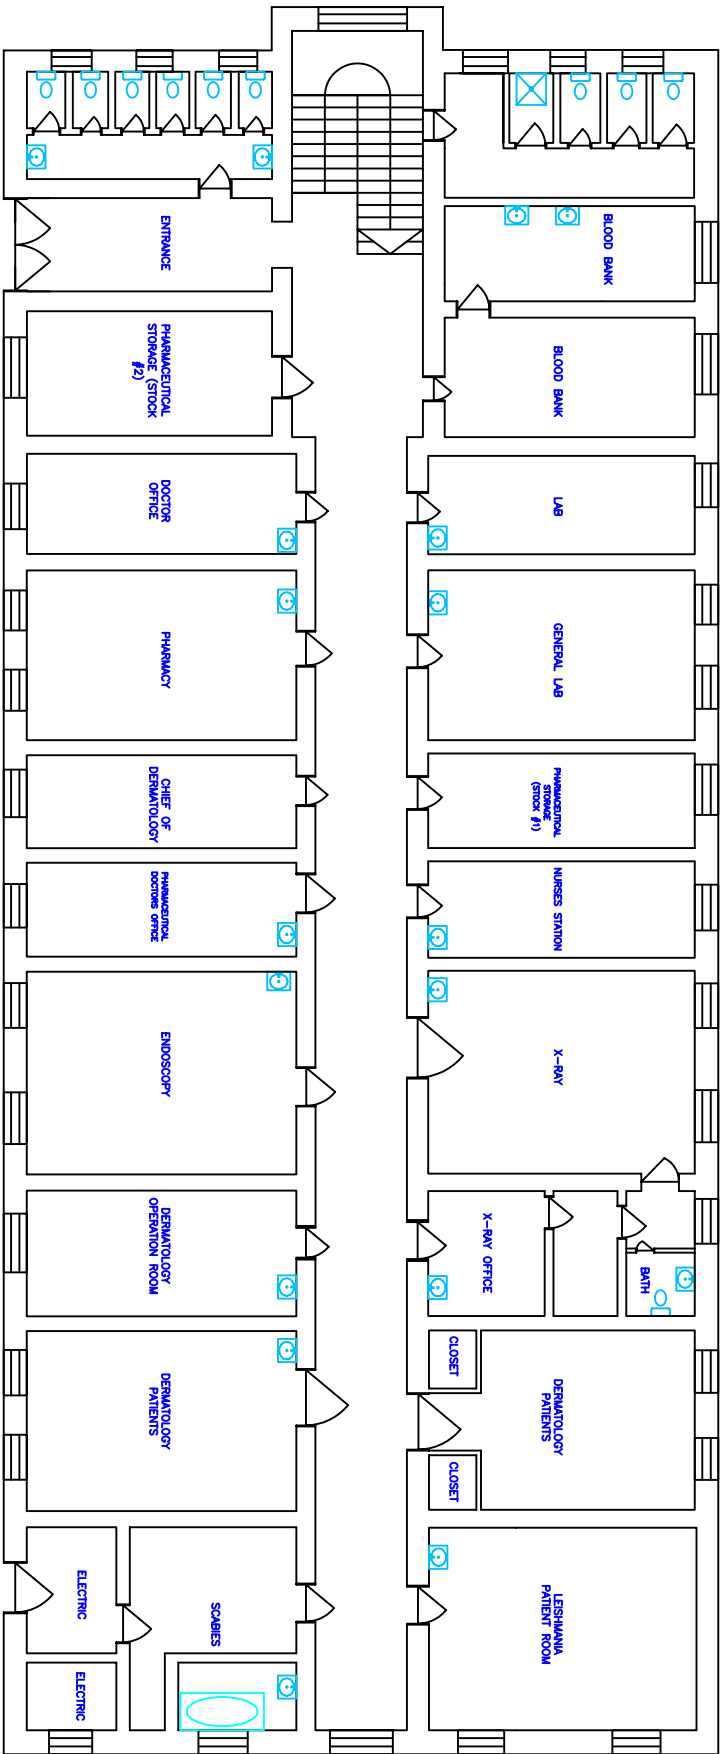 ENTRANCE
BLOOD BANK
PHARMACEUTICAL
STORAGE (STOCK
#2)
BLOOD BANK
DOCTOR
OFFICE
LAB
PHARMACY
GENERAL LAB
CHIEF OF
DERMATOLOGY
PHARMACEUTICAL
STORAGE
(STOCK #1)
PHARMACEUTICAL
DOCTORS OFFICE
NURSES STATION
ENDOSCOPY
X-RAY
DERMATOLOGY
OPERATION ROOM
X-RAY OFFICE
BATH
DERMATOLOGY
PATIENTS
CLOSET
DERMATOLOGY
PATIENTS
CLOSET
ELECTRIC
SCABIES
LEISHMANIA
PATIENT ROOM
ELECTRIC